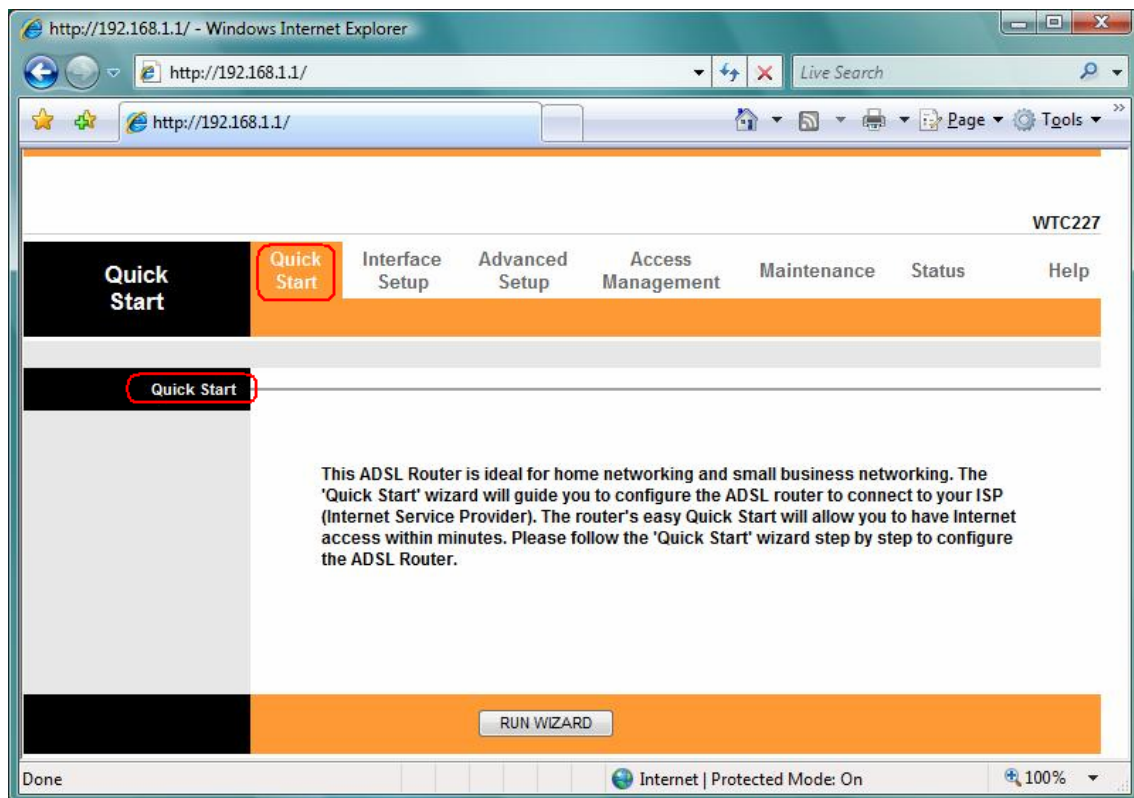 http://192.168.1.1/ - Windows Internet Explorer
http://192.168.1.1/
Live Search
http://192.168.1.1/
Page
Tools
WTC227
Quick
Start
Quick
Start
Interface
Setup
Advanced
Setup
Access
Management
Maintenance
Status
Help
Quick Start
This ADSL Router is ideal for home networking and small business networking. The
'Quick Start' wizard will guide you to configure the ADSL router to connect to your ISP
(Internet Service Provider). The router's easy Quick Start will allow you to have Internet
access within minutes. Please follow the 'Quick Start' wizard step by step to configure
the ADSL Router.
RUN WIZARD
Done
Internet | Protected Mode: On
100%